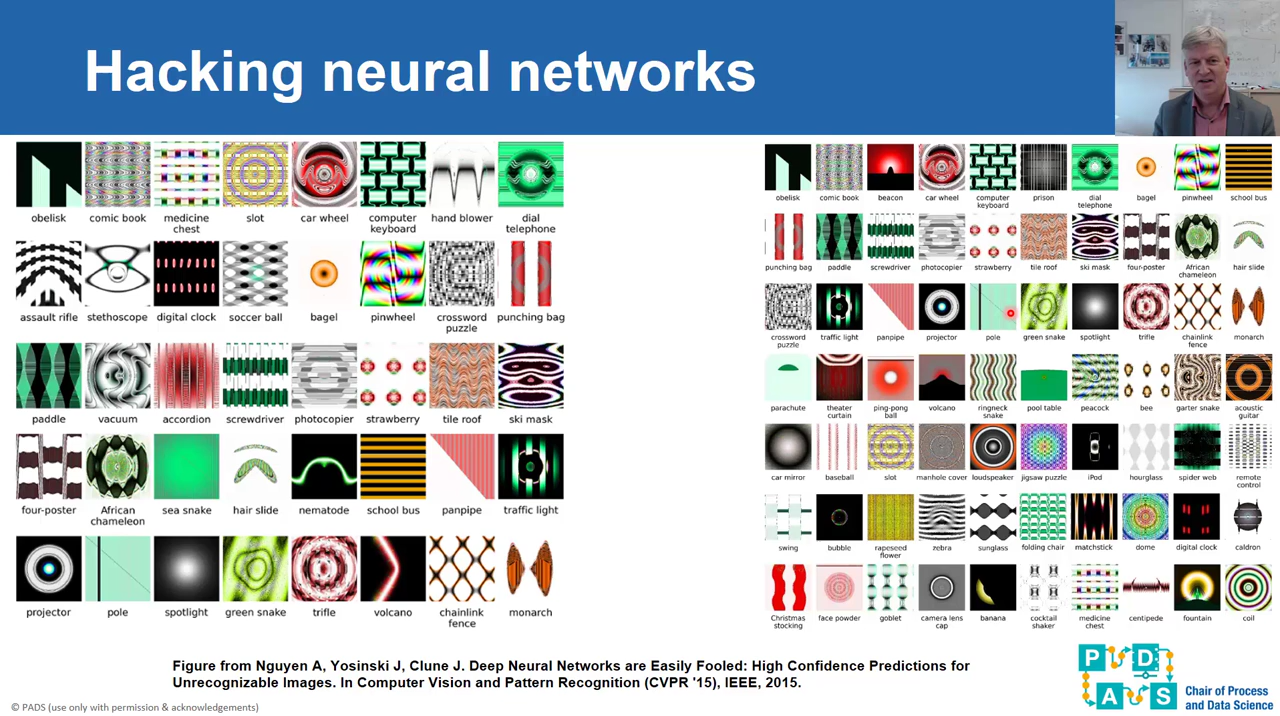 Hacking neural networks
obelisk comic book medicine slot car wheel computer hand blower dial
chest keyboard telephone
assault rifle stethoscope digital clock soccer ball bagel pinwheel crossword punching bag
puzzle
paddle vacuum accordion screwdriver photocopier strawberry tile roof ski mask
four-poster African sea snake hair slide nematode school bus panpipe traffic light
chameleon
projector pole spotlight green snake trifle volcano chainlink monarch
fence
obelisk comic book beacon car wheel computer prison dial bagel pinwheel school bus
keyboard telephone
punching bag paddle screwdriver photocopier strawberry tile roof ski mask four-poster African hair slide
chameleon
crossword traffic light panpipe projector pole green snake spotlight trifle chainlink monarch
puzzle fence
parachute theater ping-pong volcano ringneck pool table peacock bee garter snake acoustic
curtain ball snake guitar
car mirror baseball slot manhole cover loudspeaker jigsaw puzzle iPod hourglass spider web remote
control
swing bubble rapeseed zebra sunglass folding chair matchstick dome digital clock caldron
flower
Christmas face powder goblet camera lens banana cocktail medicine centipede fountain coil
stocking cap shaker chest
Figure from Nguyen A, Yosinski J, Clune J. Deep Neural Networks are Easily Fooled: High Confidence Predictions for
Unrecognizable Images. In Computer Vision and Pattern Recognition (CVPR '15), IEEE, 2015.
P D
A S
Chair of Process
and Data Science
© PADS (use only with permission & acknowledgements)